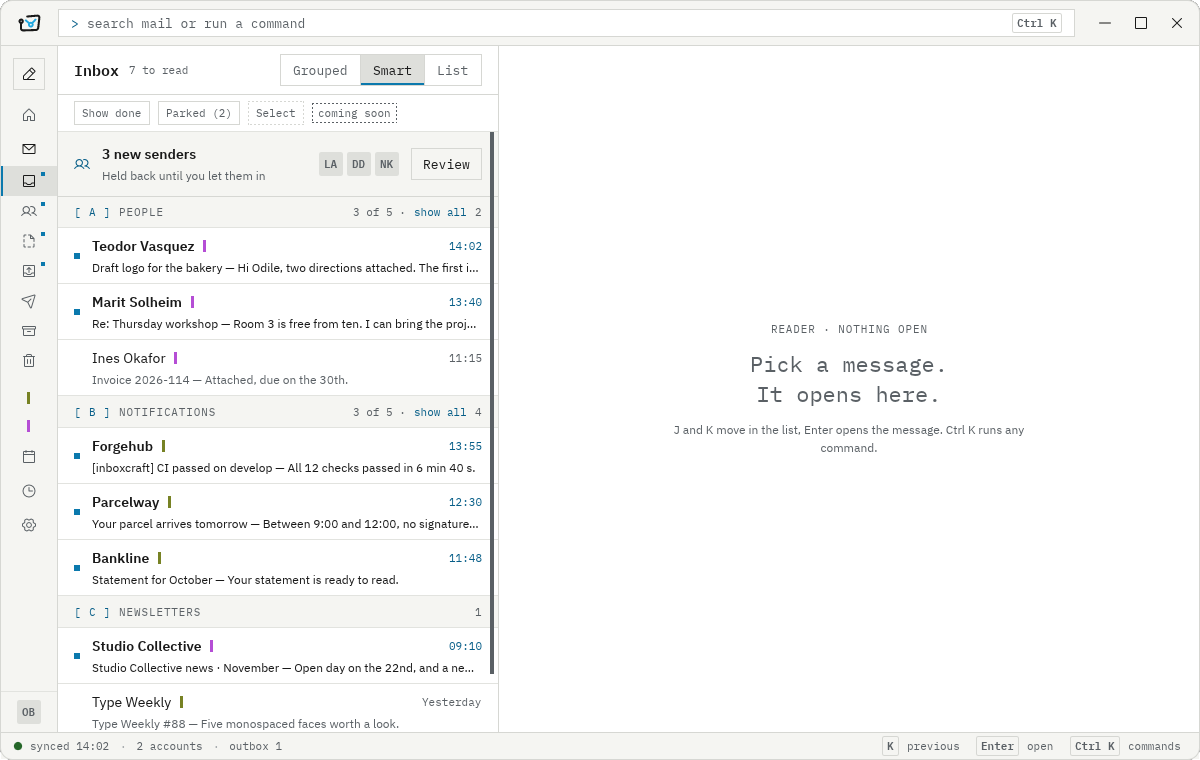 > search mail or run a command Ctrl K
Inbox 7 to read Grouped Smart List
Show done Parked (2) Select coming soon
3 new senders
Held back until you let them in
LA DD NK Review
[ A ] PEOPLE 3 of 5 · show all 2
Teodor Vasquez 14:02
Draft logo for the bakery — Hi Odile, two directions attached. The first i…
Marit Solheim 13:40
Re: Thursday workshop — Room 3 is free from ten. I can bring the proj…
Ines Okafor 11:15
Invoice 2026-114 — Attached, due on the 30th.
[ B ] NOTIFICATIONS 3 of 5 · show all 4
Forgehub 13:55
[inboxcraft] CI passed on develop — All 12 checks passed in 6 min 40 s.
Parcelway 12:30
Your parcel arrives tomorrow — Between 9:00 and 12:00, no signature…
Bankline 11:48
Statement for October — Your statement is ready to read.
[ C ] NEWSLETTERS 1
Studio Collective 09:10
Studio Collective news · November — Open day on the 22nd, and a ne…
Type Weekly Yesterday
Type Weekly #88 — Five monospaced faces worth a look.
READER · NOTHING OPEN
Pick a message.
It opens here.
J and K move in the list, Enter opens the message. Ctrl K runs any
command.
OB
synced 14:02 · 2 accounts · outbox 1
K previous Enter open Ctrl K commands